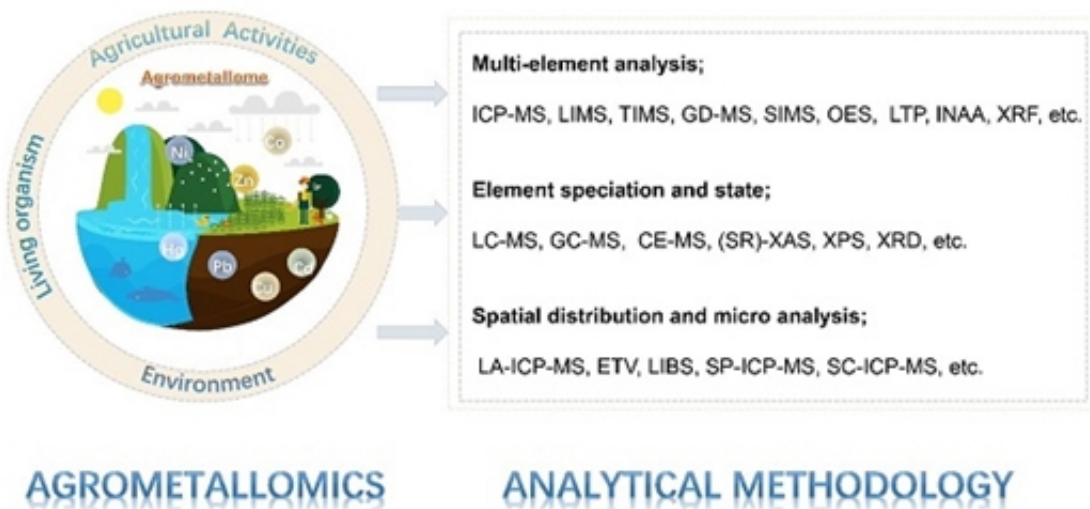 Agricultural Activities
Living organism
Environment
Agrometallome
Ni
Co
Zn
Hg
Pb
Cu
Cd
Multi-element analysis;
ICP-MS, LIMS, TIMS, GD-MS, SIMS, OES, LTP, INAA, XRF, etc.
Element speciation and state;
LC-MS, GC-MS, CE-MS, (SR)-XAS, XPS, XRD, etc.
Spatial distribution and micro analysis;
LA-ICP-MS, ETV, LIBS, SP-ICP-MS, SC-ICP-MS, etc.
AGROMETALLOMICS
ANALYTICAL METHODOLOGY